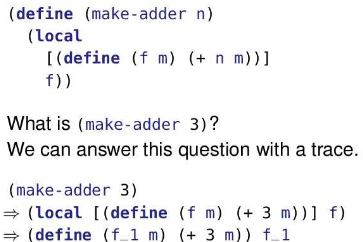 (define (make-adder n)
(local
[(define (f m) (+ n m))]
f))
What is (make-adder 3)?
We can answer this question with a trace.
(make-adder 3)
⇒ (local [(define (f m) (+ 3 m))] f)
⇒ (define (f_1 m) (+ 3 m)) f_1